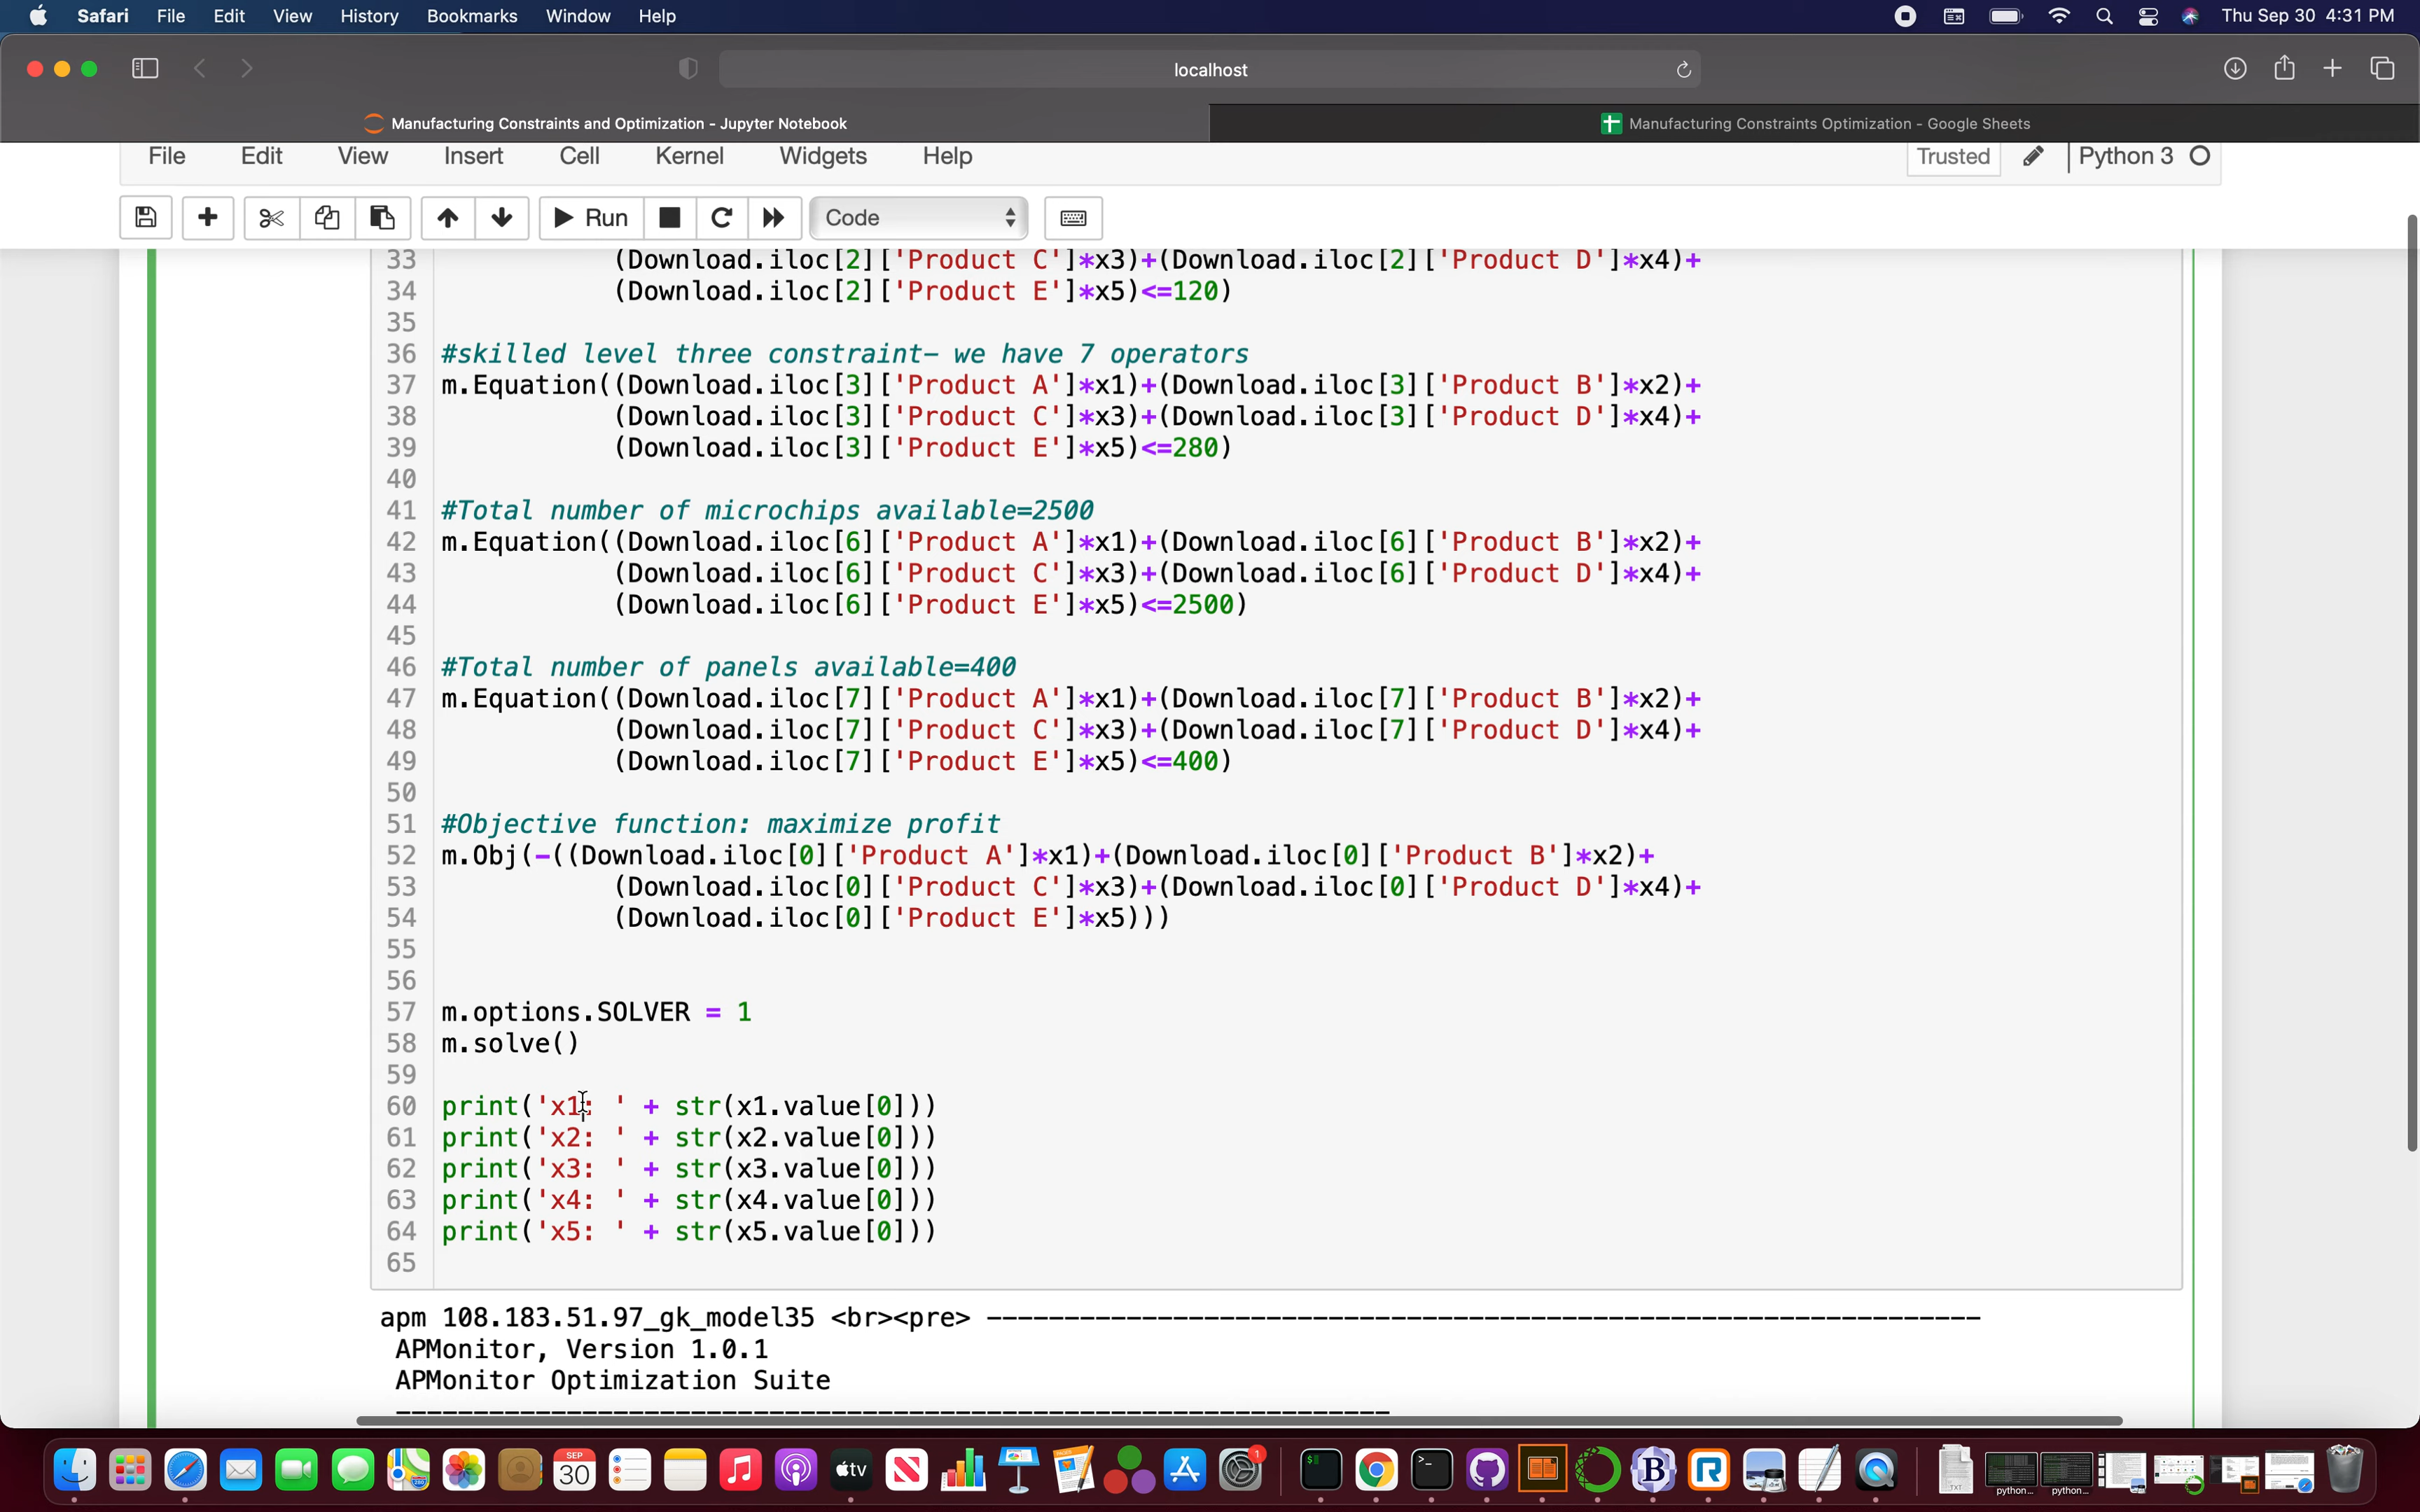 Safari File Edit View History Bookmarks Window Help Thu Sep 30 4:31 PM
localhost
Manufacturing Constraints and Optimization - Jupyter Notebook Manufacturing Constraints Optimization - Google Sheets
File Edit View Insert Cell Kernel Widgets Help Trusted Python 3
Run Code
33 (Download.iloc[2]['Product C']*x3)+(Download.iloc[2]['Product D']*x4)+
34 (Download.iloc[2]['Product E']*x5)<=120)
35
36 #skilled level three constraint- we have 7 operators
37 m.Equation((Download.iloc[3]['Product A']*x1)+(Download.iloc[3]['Product B']*x2)+
38 (Download.iloc[3]['Product C']*x3)+(Download.iloc[3]['Product D']*x4)+
39 (Download.iloc[3]['Product E']*x5)<=280)
40
41 #Total number of microchips available=2500
42 m.Equation((Download.iloc[6]['Product A']*x1)+(Download.iloc[6]['Product B']*x2)+
43 (Download.iloc[6]['Product C']*x3)+(Download.iloc[6]['Product D']*x4)+
44 (Download.iloc[6]['Product E']*x5)<=2500)
45
46 #Total number of panels available=400
47 m.Equation((Download.iloc[7]['Product A']*x1)+(Download.iloc[7]['Product B']*x2)+
48 (Download.iloc[7]['Product C']*x3)+(Download.iloc[7]['Product D']*x4)+
49 (Download.iloc[7]['Product E']*x5)<=400)
50
51 #Objective function: maximize profit
52 m.Obj(-((Download.iloc[0]['Product A']*x1)+(Download.iloc[0]['Product B']*x2)+
53 (Download.iloc[0]['Product C']*x3)+(Download.iloc[0]['Product D']*x4)+
54 (Download.iloc[0]['Product E']*x5)))
55
56
57 m.options.SOLVER = 1
58 m.solve()
59
60 print('x1: ' + str(x1.value[0]))
61 print('x2: ' + str(x2.value[0]))
62 print('x3: ' + str(x3.value[0]))
63 print('x4: ' + str(x4.value[0]))
64 print('x5: ' + str(x5.value[0]))
65
apm 108.183.51.97_gk_model35 <br><pre> ----------------------------------------------------------------
APMonitor, Version 1.0.1
APMonitor Optimization Suite
----------------------------------------------------------------
SEP
30
tv
1
B
R
TXT
python...
python...